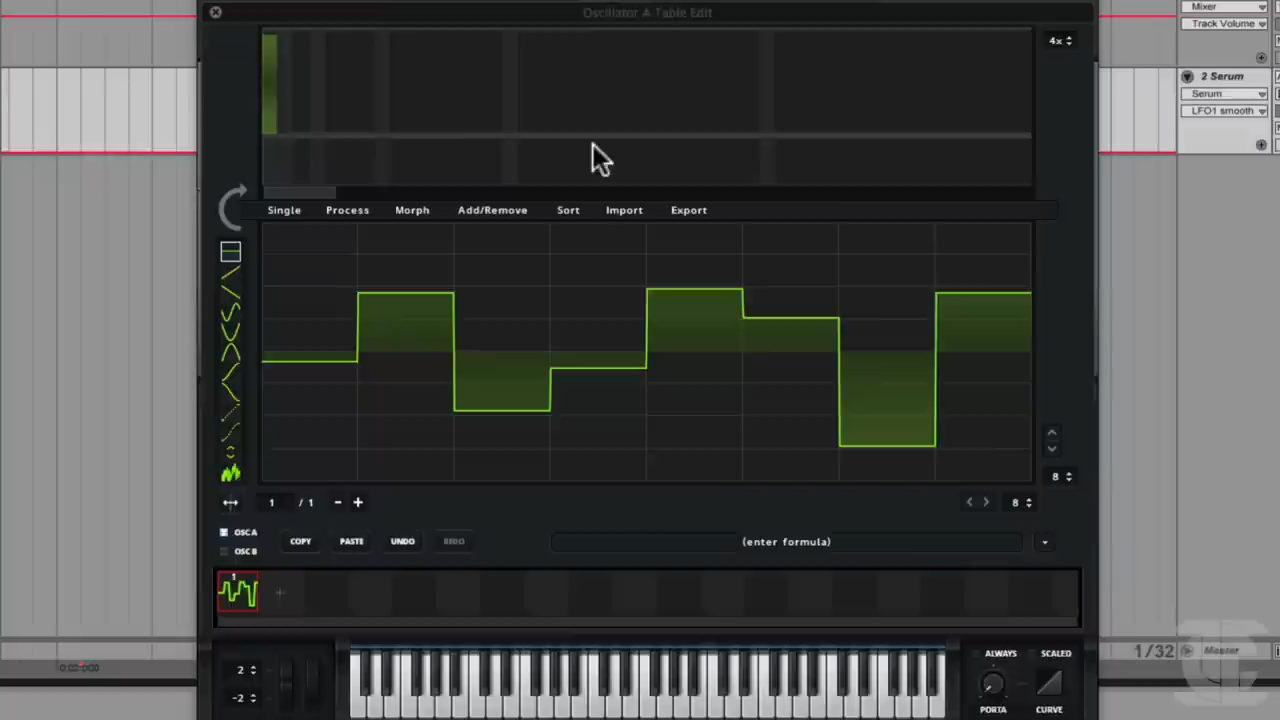 Oscillator A Table Edit
Mixer
Track Volume
4x
2 Serum
Serum
LFO1 smooth
Single Process Morph Add/Remove Sort Import Export
8
1 / 1 - +
< > 8
OSC A
OSC B
COPY PASTE UNDO REDO
(enter formula)
1
+
2
-2
ALWAYS SCALED
PORTA CURVE
1/32
Master